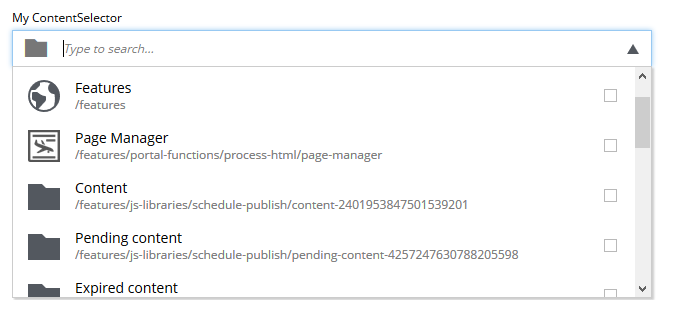 My ContentSelector
Type to search...
Features
/features
Page Manager
/features/portal-functions/process-html/page-manager
Content
/features/js-libraries/schedule-publish/content-2401953847501539201
Pending content
/features/js-libraries/schedule-publish/pending-content-4257247630788205598
Expired content